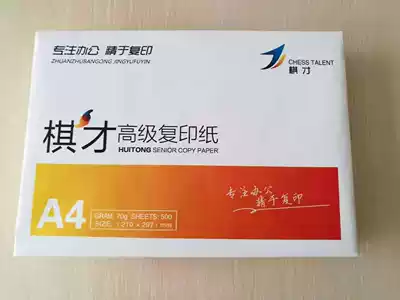 专注办公 精于复印
ZHUANZHUBANGONG JINGYUFUYIN
CHESS TALENT
棋才
棋才高级复印纸
HUITONG SENIOR COPY PAPER
A4
GRAM: 70g SHEETS: 500
SIZE: (210×297) mm
专注办公
精于复印